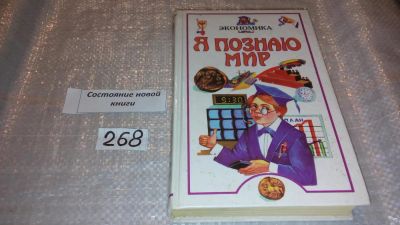 ЭКОНОМИКА
Я ПОЗНАЮ
МИР
Состояние новой
книги
268